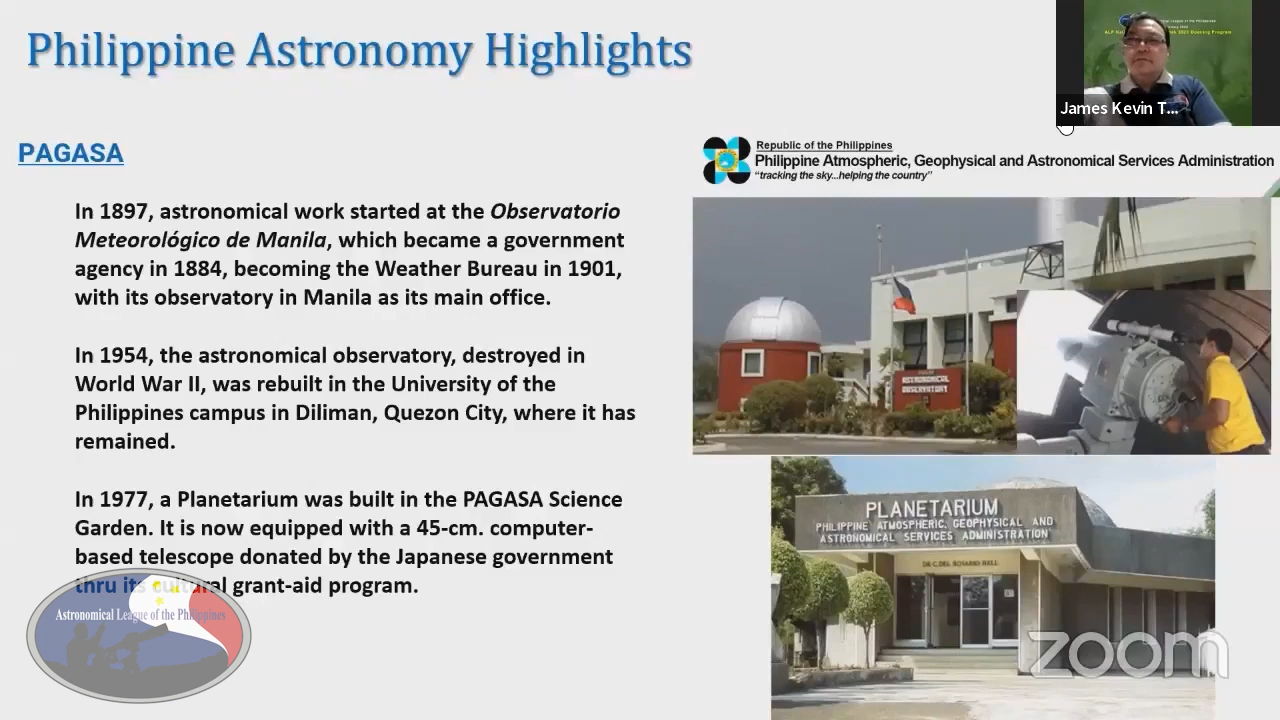 Philippine Astronomy Highlights
James Kevin T...
PAGASA
Republic of the Philippines
Philippine Atmospheric, Geophysical and Astronomical Services Administration
"tracking the sky...helping the country"
In 1897, astronomical work started at the Observatorio
Meteorológico de Manila, which became a government
agency in 1884, becoming the Weather Bureau in 1901,
with its observatory in Manila as its main office.
In 1954, the astronomical observatory, destroyed in
World War II, was rebuilt in the University of the
Philippines campus in Diliman, Quezon City, where it has
remained.
In 1977, a Planetarium was built in the PAGASA Science
Garden. It is now equipped with a 45-cm. computer-
based telescope donated by the Japanese government
thru its cultural grant-aid program.
ASTRONOMICAL
OBSERVATORY
PLANETARIUM
PHILIPPINE ATMOSPHERIC, GEOPHYSICAL AND
ASTRONOMICAL SERVICES ADMINISTRATION
Astronomical League of the Philippines
zoom